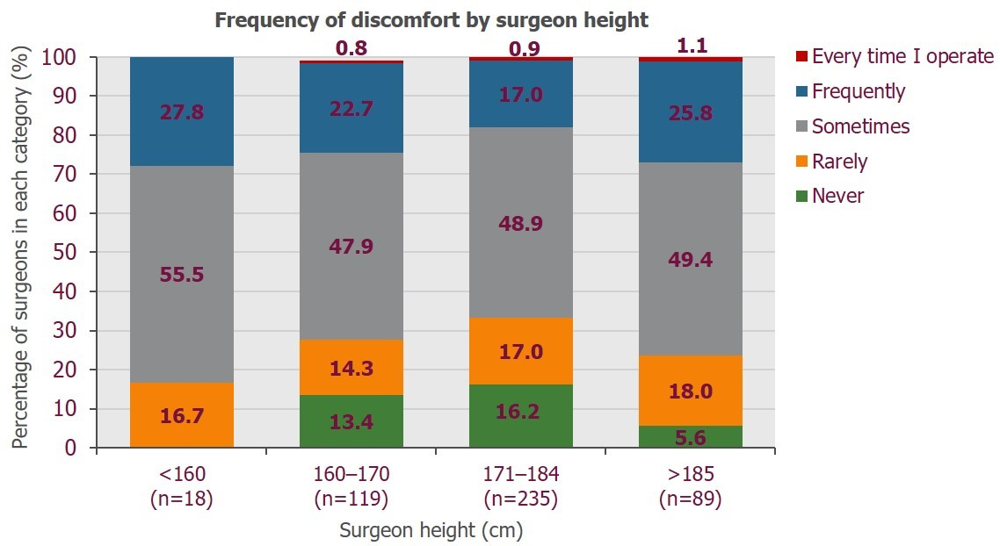 Frequency of discomfort by surgeon height
Percentage of surgeons in each category (%)
100
90
80
70
60
50
40
30
20
10
0
27.8
55.5
16.7
0.8
22.7
47.9
14.3
13.4
0.9
17.0
48.9
17.0
16.2
1.1
25.8
49.4
18.0
5.6
<160
(n=18)
160–170
(n=119)
171–184
(n=235)
>185
(n=89)
Surgeon height (cm)
Every time I operate
Frequently
Sometimes
Rarely
Never